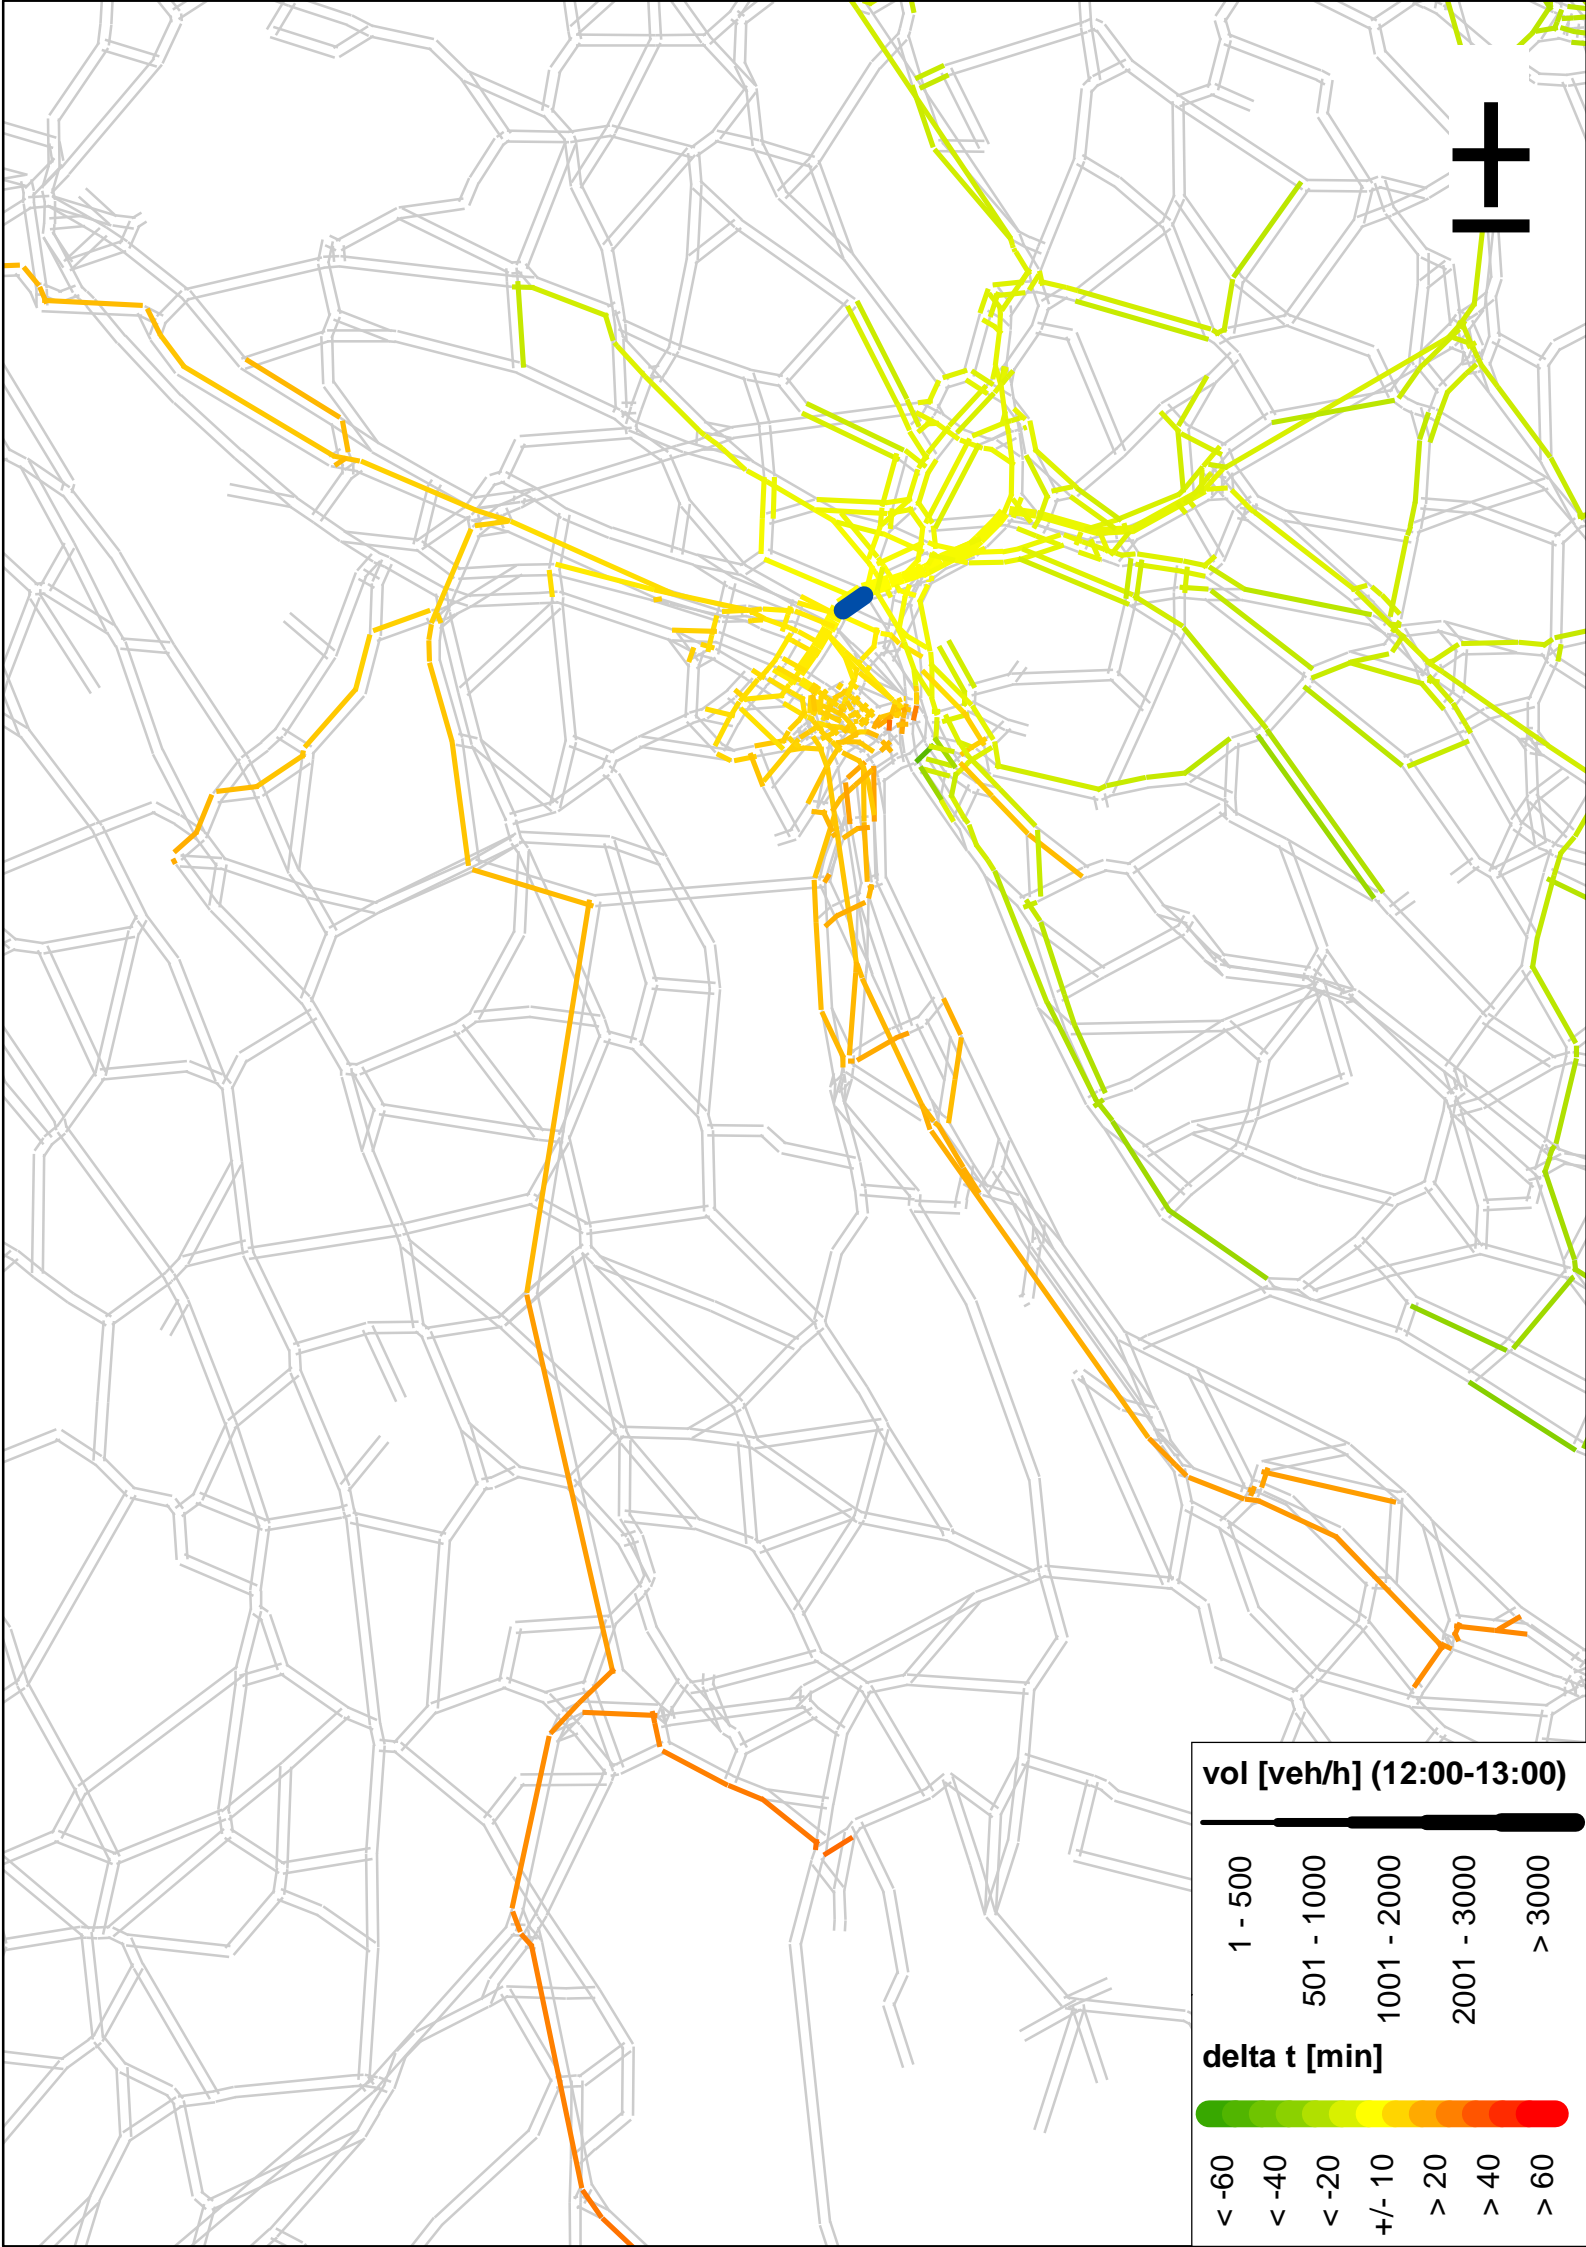 vol [veh/h] (12:00-13:00)
1 - 500
501 - 1000
1001 - 2000
2001 - 3000
> 3000
delta t [min]
< -60
< -40
< -20
+/- 10
> 20
> 40
> 60